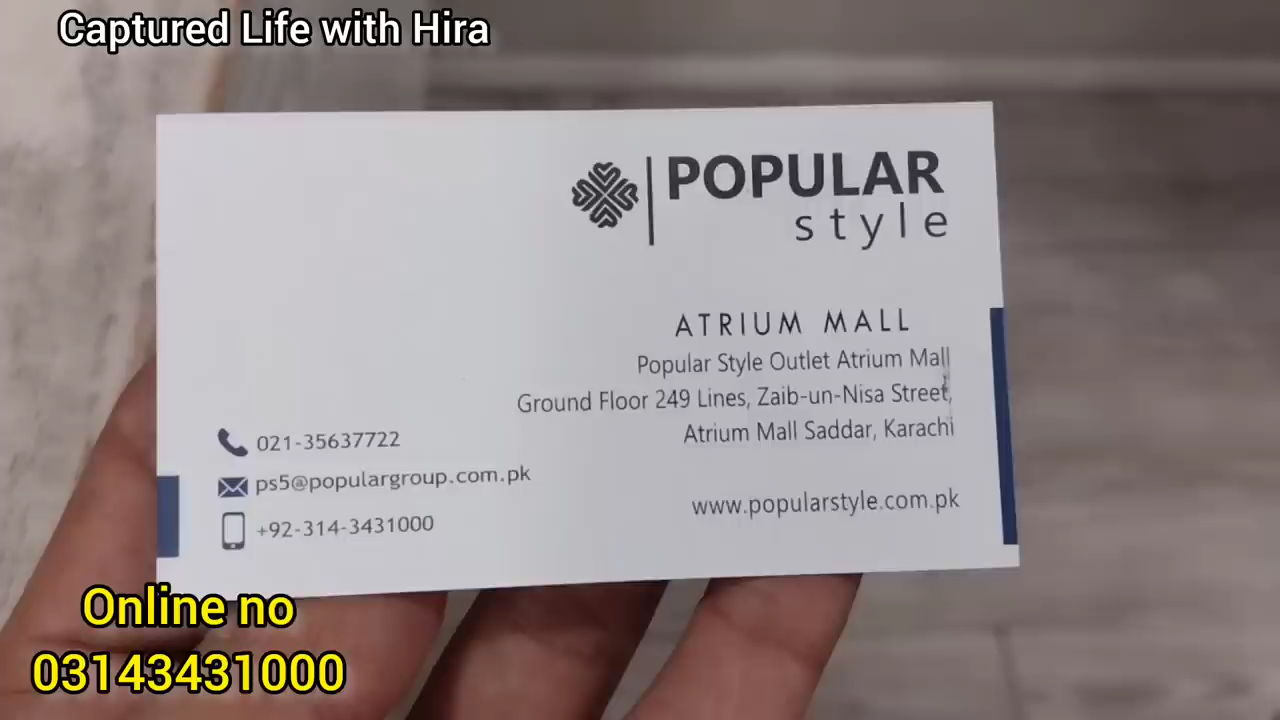 Captured Life with Hira
POPULAR
style
ATRIUM MALL
Popular Style Outlet Atrium Mall
Ground Floor 249 Lines, Zaib-un-Nisa Street,
Atrium Mall Saddar, Karachi
021-35637722
ps5@populargroup.com.pk
+92-314-3431000
www.popularstyle.com.pk
Online no
03143431000